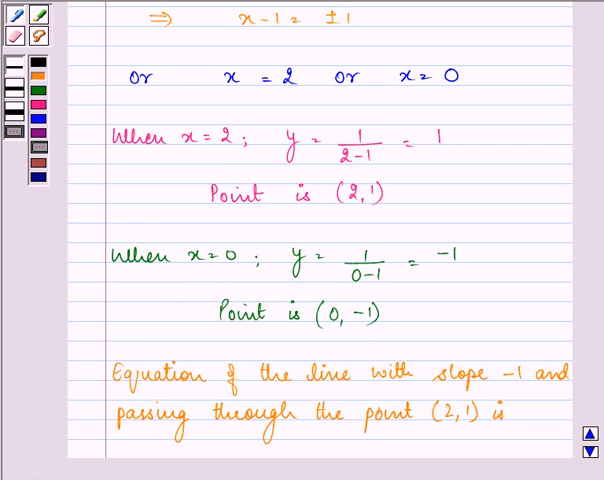 ⇒ x-1 = ±1
or x = 2 or x = 0
When x = 2 ; y = 1/(2-1) = 1
Point is (2,1)
When x = 0 ; y = 1/(0-1) = -1
Point is (0, -1)
Equation of the line with slope -1 and
passing through the point (2,1) is